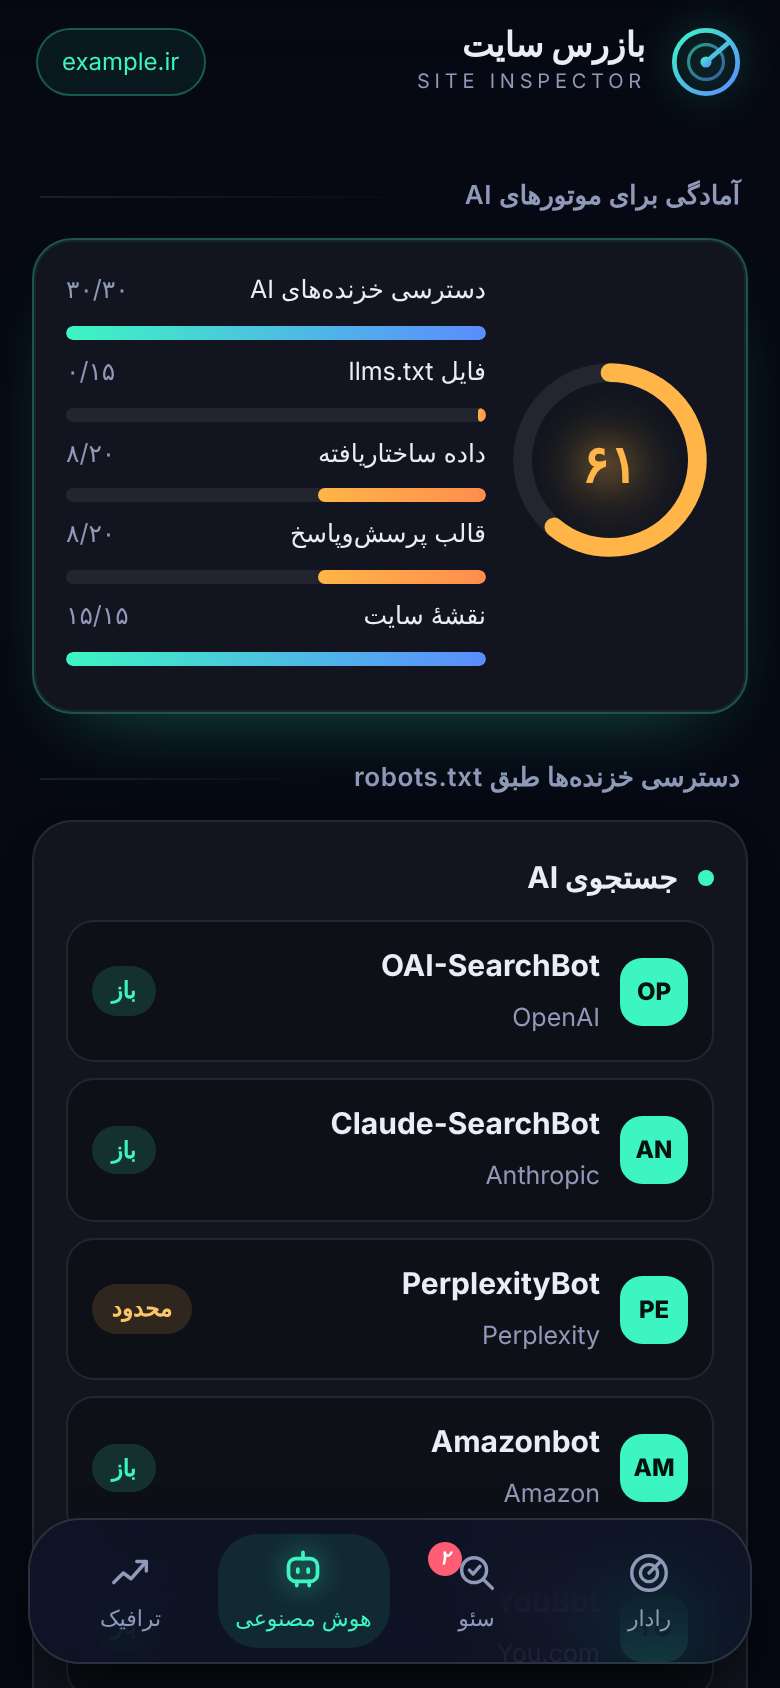 بازرس سایت
SITE INSPECTOR
example.ir
آمادگی برای موتورهای AI
۶۱
دسترسی خزنده‌های AI ۳۰/۳۰
فایل llms.txt ۰/۱۵
داده ساختاریافته ۸/۲۰
قالب پرسش‌وپاسخ ۸/۲۰
نقشهٔ سایت ۱۵/۱۵
دسترسی خزنده‌ها طبق robots.txt
جستجوی AI
OP OAI-SearchBot باز
OpenAI
AN Claude-SearchBot باز
Anthropic
PE PerplexityBot محدود
Perplexity
AM Amazonbot باز
Amazon
YouBot
You.com
۲
رادار سئو هوش مصنوعی ترافیک